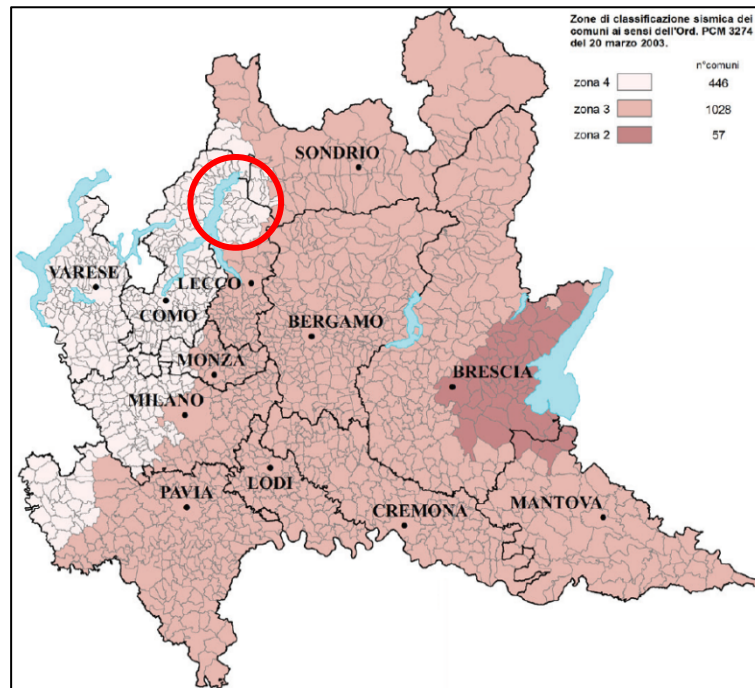 Zone di classificazione sismica dei
comuni ai sensi dell'Ord. PCM 3274
del 20 marzo 2003.
n°comuni
zona 4 446
zona 3 1028
zona 2 57
SONDRIO
VARESE
LECCO
COMO
BERGAMO
MONZA
BRESCIA
MILANO
PAVIA
LODI
CREMONA
MANTOVA